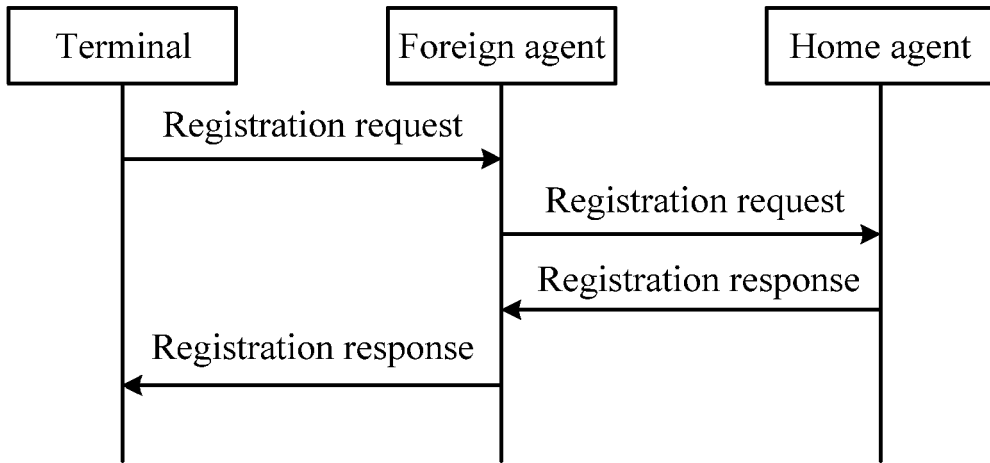 Terminal
Foreign agent
Home agent
Registration request
Registration request
Registration response
Registration response